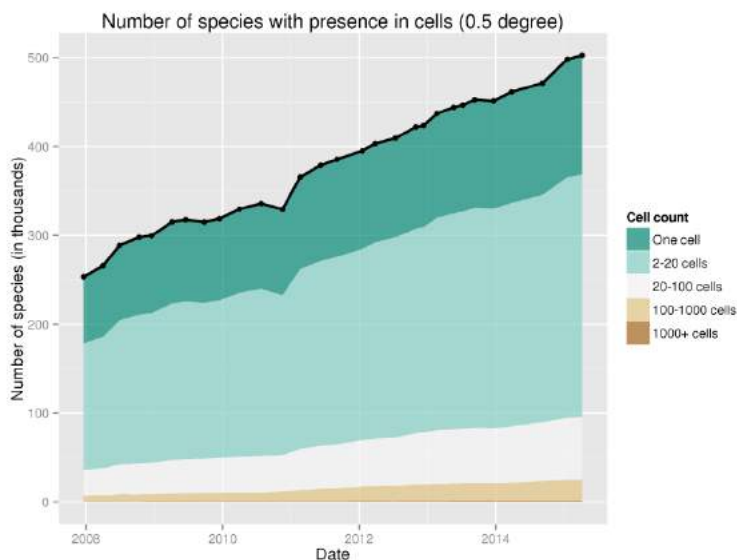 Number of species with presence in cells (0.5 degree)
Number of species (in thousands)
500
400
300
200
100
0
2008
2010
2012
2014
Date
Cell count
One cell
2-20 cells
20-100 cells
100-1000 cells
1000+ cells